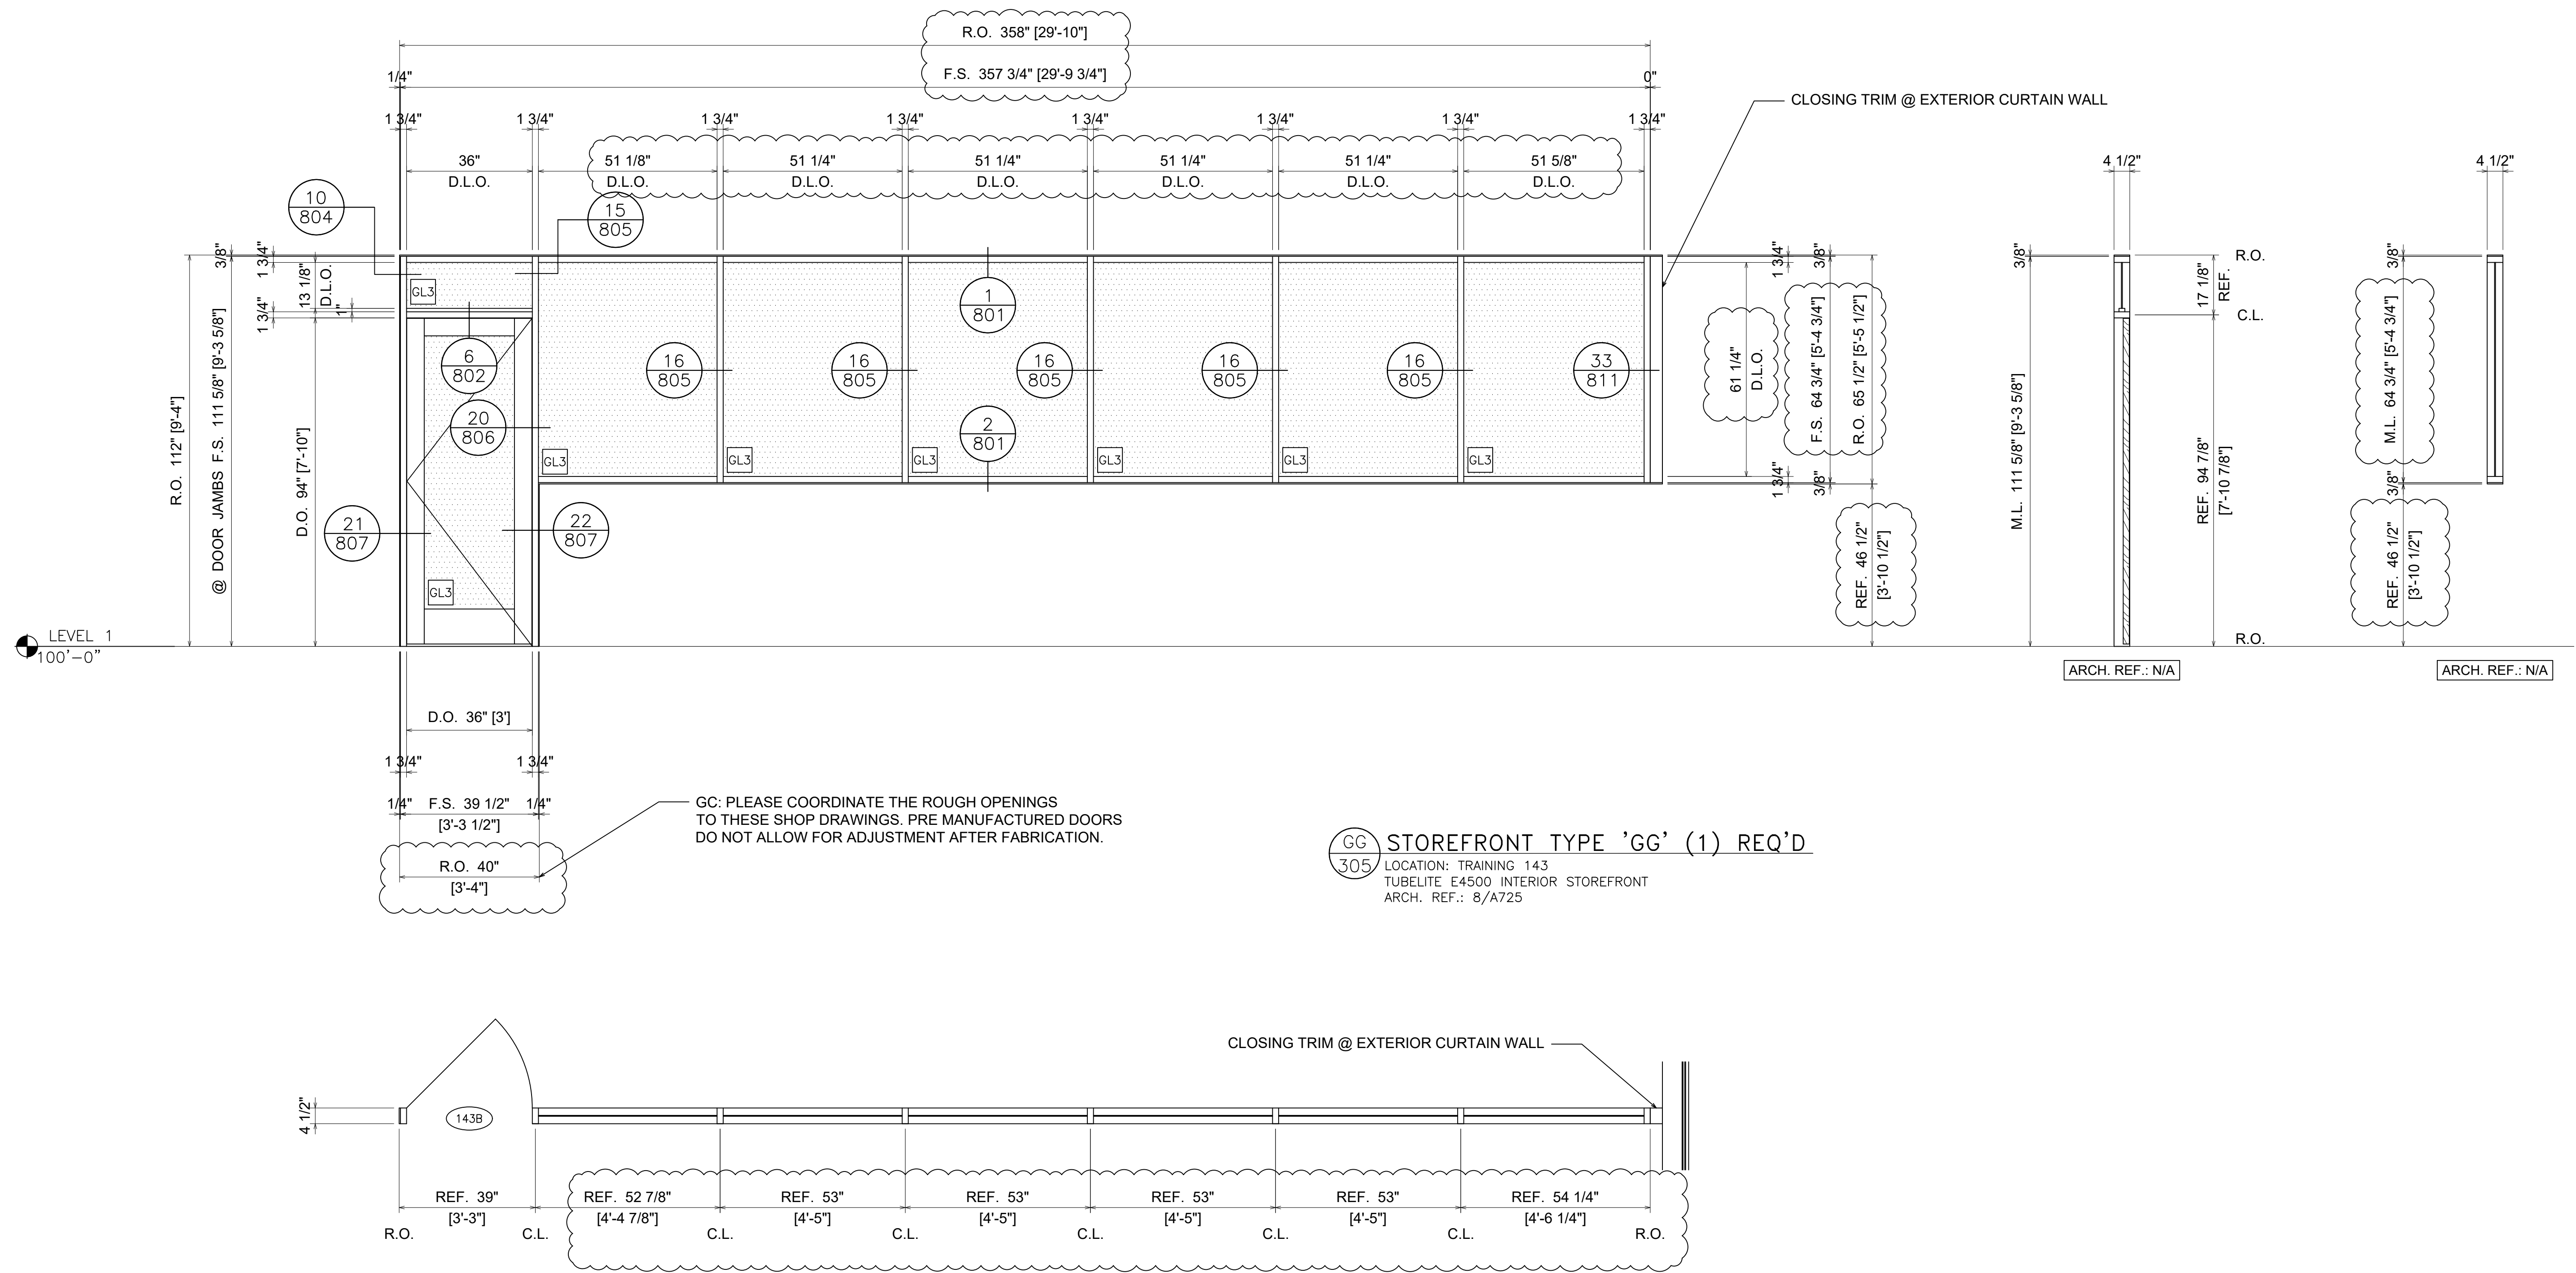 R.O. 358" [29'-10"]
F.S. 357 3/4" [29'-9 3/4"]
1/4"
0"
CLOSING TRIM @ EXTERIOR CURTAIN WALL
1 3/4" 1 3/4" 1 3/4" 1 3/4" 1 3/4" 1 3/4" 1 3/4" 1 3/4"
36" 51 1/8" 51 1/4" 51 1/4" 51 1/4" 51 1/4" 51 5/8"
D.L.O. D.L.O. D.L.O. D.L.O. D.L.O. D.L.O. D.L.O.
4 1/2" 4 1/2"
10
804
15
805
R.O. 112" [9'-4"]
3/8"
@ DOOR JAMBS F.S. 111 5/8" [9'-3 5/8"]
1 3/4"
13 1/8"
D.L.O.
1"
1 3/4"
D.O. 94" [7'-10"]
GL3
6
802
20
806
21
807
22
807
GL3
1
801
2
801
16
805
16
805
16
805
16
805
16
805
33
811
GL3 GL3 GL3 GL3 GL3 GL3
61 1/4"
D.L.O.
1 3/4"
1 3/4"
3/8"
F.S. 64 3/4" [5'-4 3/4"]
3/8"
R.O. 65 1/2" [5'-5 1/2"]
REF. 46 1/2"
[3'-10 1/2"]
3/8"
M.L. 111 5/8" [9'-3 5/8"]
17 1/8"
REF.
REF. 94 7/8"
[7'-10 7/8"]
R.O.
C.L.
R.O.
3/8"
M.L. 64 3/4" [5'-4 3/4"]
3/8"
REF. 46 1/2"
[3'-10 1/2"]
LEVEL 1
100'-0"
ARCH. REF.: N/A
ARCH. REF.: N/A
D.O. 36" [3']
1 3/4" 1 3/4"
1/4" F.S. 39 1/2" 1/4"
[3'-3 1/2"]
R.O. 40"
[3'-4"]
GC: PLEASE COORDINATE THE ROUGH OPENINGS
TO THESE SHOP DRAWINGS. PRE MANUFACTURED DOORS
DO NOT ALLOW FOR ADJUSTMENT AFTER FABRICATION.
GG
305
STOREFRONT TYPE 'GG' (1) REQ'D
LOCATION: TRAINING 143
TUBELITE E4500 INTERIOR STOREFRONT
ARCH. REF.: 8/A725
CLOSING TRIM @ EXTERIOR CURTAIN WALL
4 1/2"
143B
REF. 39" REF. 52 7/8" REF. 53" REF. 53" REF. 53" REF. 53" REF. 54 1/4"
[3'-3"] [4'-4 7/8"] [4'-5"] [4'-5"] [4'-5"] [4'-5"] [4'-6 1/4"]
R.O. C.L. C.L. C.L. C.L. C.L. C.L. R.O.